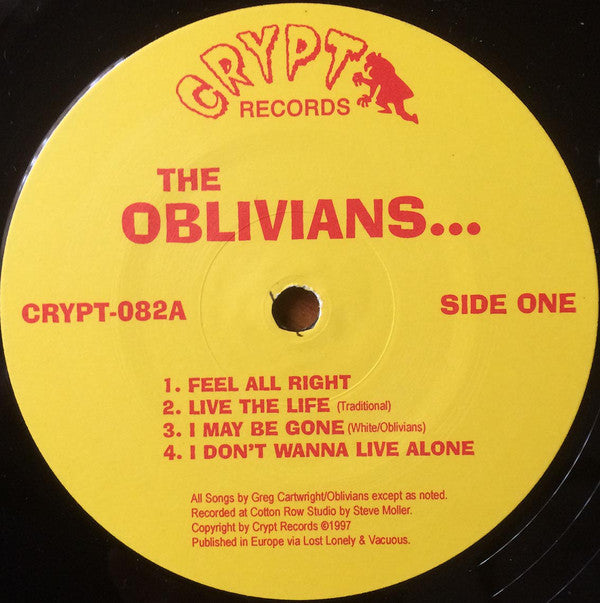 CRYPT
RECORDS
THE
OBLIVIANS...
CRYPT-082A
SIDE ONE
1. FEEL ALL RIGHT
2. LIVE THE LIFE (Traditional)
3. I MAY BE GONE (White/Oblivians)
4. I DON'T WANNA LIVE ALONE
All Songs by Greg Cartwright/Oblivians except as noted.
Recorded at Cotton Row Studio by Steve Moller.
Copyright by Crypt Records ©1997
Published in Europe via Lost Lonely & Vacuous.